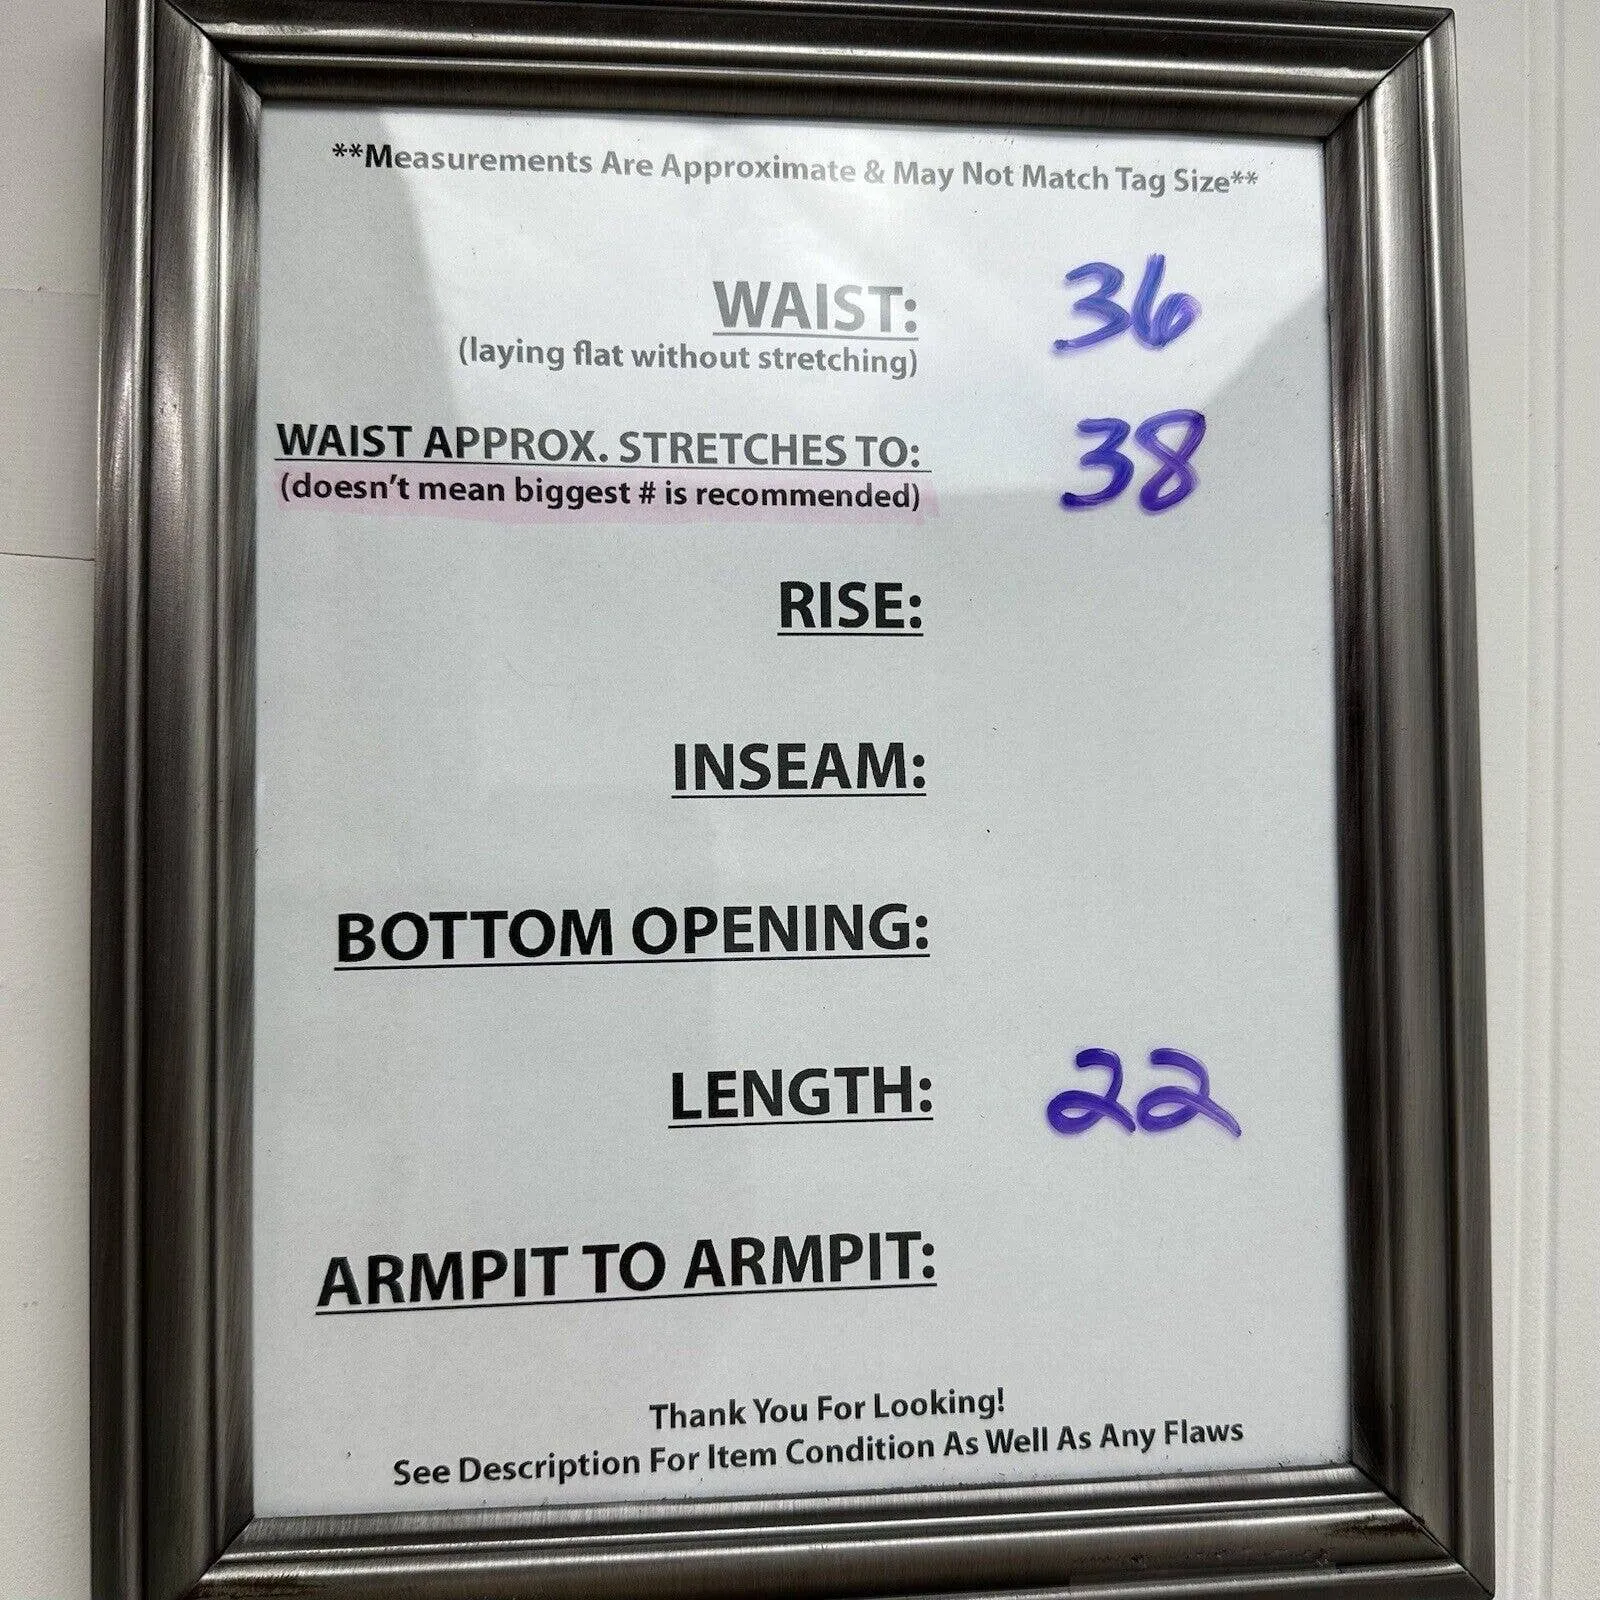 **Measurements Are Approximate & May Not Match Tag Size**
WAIST: 36
(laying flat without stretching)
WAIST APPROX. STRETCHES TO: 38
(doesn't mean biggest # is recommended)
RISE:
INSEAM:
BOTTOM OPENING:
LENGTH: 22
ARMPIT TO ARMPIT:
Thank You For Looking!
See Description For Item Condition As Well As Any Flaws